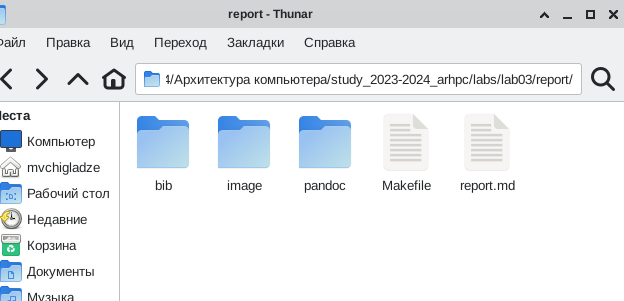 report - Thunar
Файл Правка Вид Переход Закладки Справка
4/Архитектура компьютера/study_2023-2024_arhpc/labs/lab03/report/
Места
Компьютер
mvchigladze
Рабочий стол
Недавние
Корзина
Документы
Музыка
bib image pandoc Makefile report.md